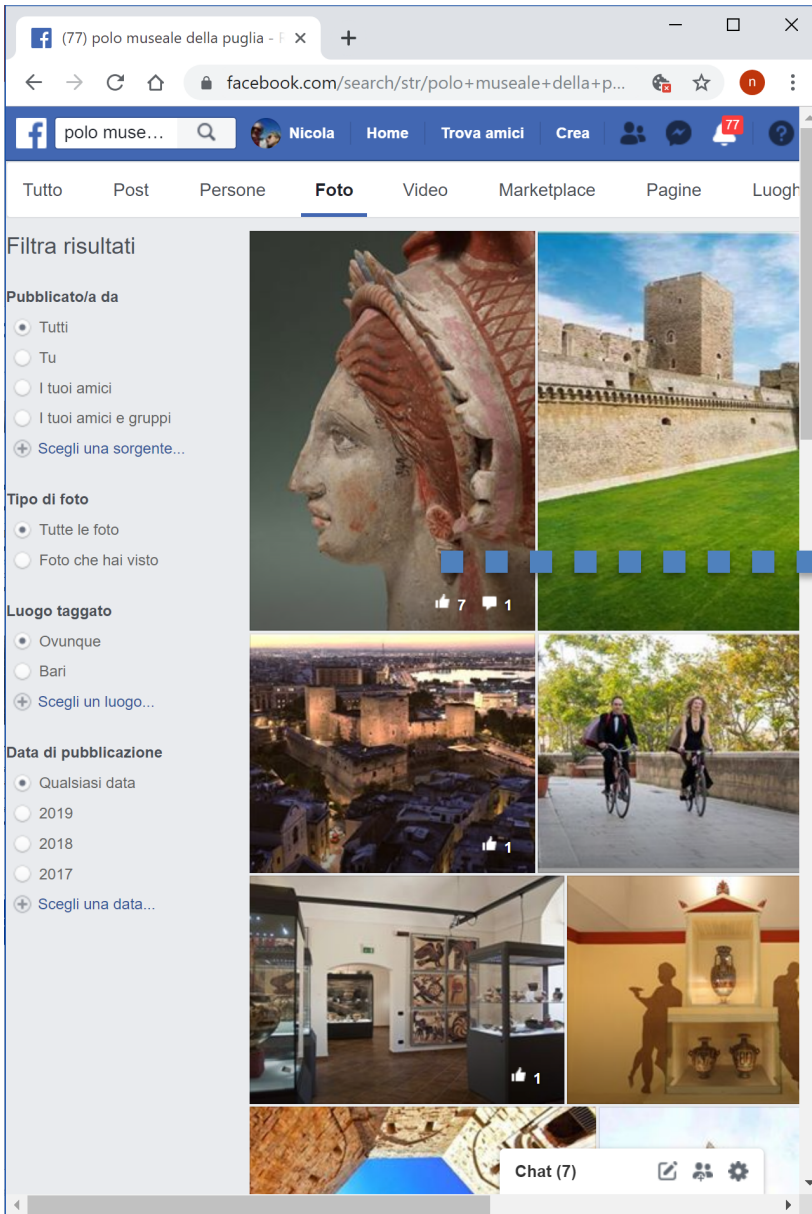 (77) polo museale della puglia - F
facebook.com/search/str/polo+museale+della+p...
n
polo muse...
Nicola
Home
Trova amici
Crea
77
Tutto
Post
Persone
Foto
Video
Marketplace
Pagine
Luogh
Filtra risultati
Pubblicato/a da
Tutti
Tu
I tuoi amici
I tuoi amici e gruppi
Scegli una sorgente...
Tipo di foto
Tutte le foto
Foto che hai visto
Luogo taggato
Ovunque
Bari
Scegli un luogo...
Data di pubblicazione
Qualsiasi data
2019
2018
2017
Scegli una data...
7 1
1
1
Chat (7)